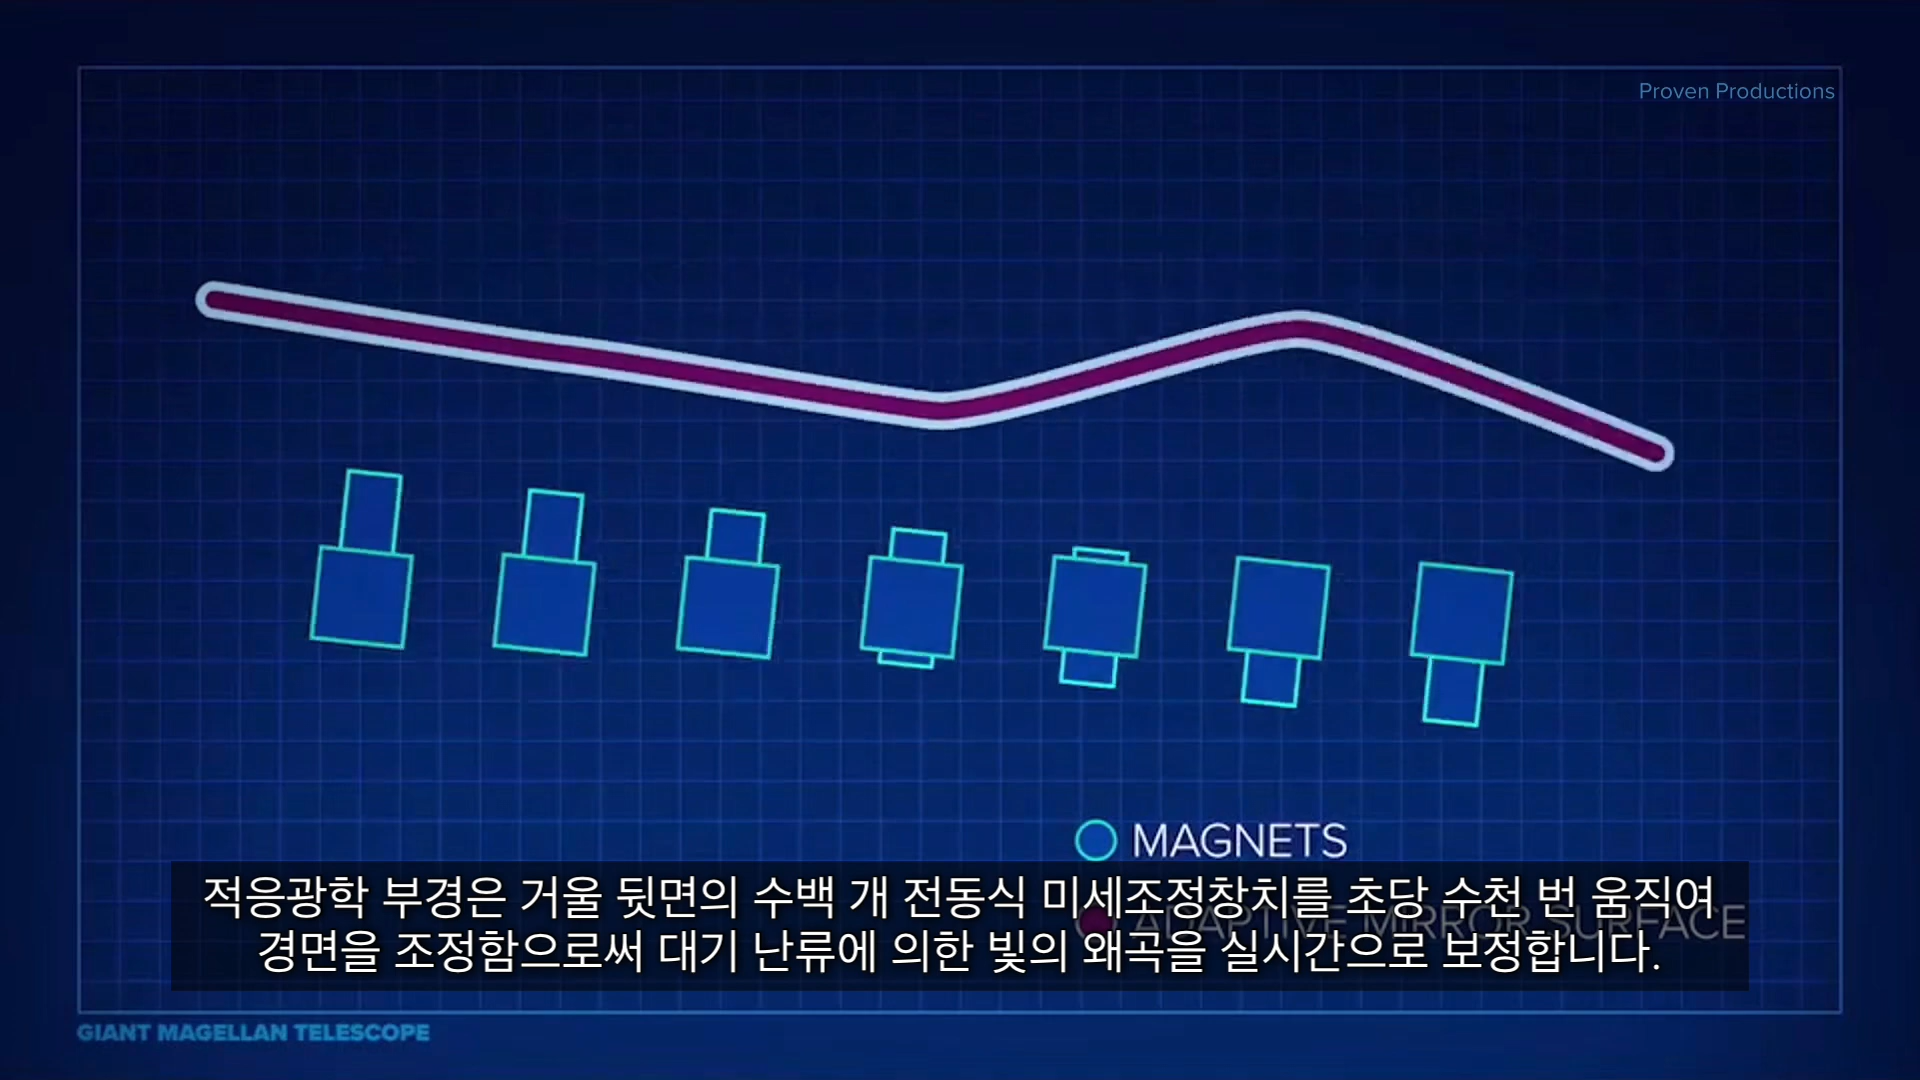 Proven Productions
MAGNETS
ADAPTIVE MIRROR SURFACE
적응광학 부경은 거울 뒷면의 수백 개 전동식 미세조정장치를 초당 수천 번 움직여
경면을 조정함으로써 대기 난류에 의한 빛의 왜곡을 실시간으로 보정합니다.
GIANT MAGELLAN TELESCOPE